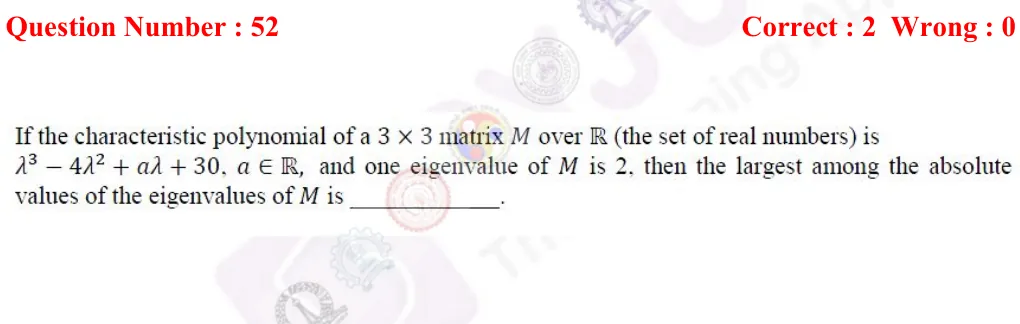 Question Number : 52
Correct : 2 Wrong : 0
If the characteristic polynomial of a 3 × 3 matrix M over ℝ (the set of real numbers) is
λ³ − 4λ² + aλ + 30, a ∈ ℝ, and one eigenvalue of M is 2, then the largest among the absolute
values of the eigenvalues of M is ______________.